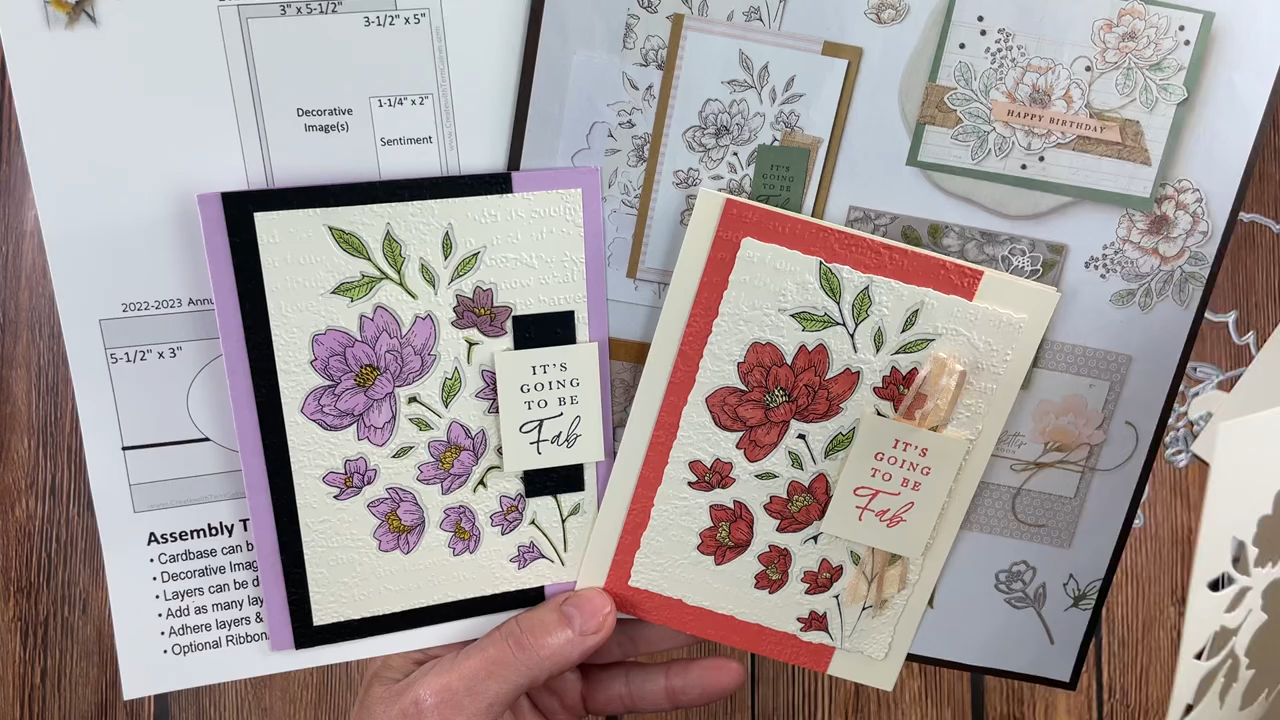 3" x 5-1/2"
3-1/2" x 5"
1-1/4" x 2"
Decorative
Image(s)
Sentiment
2022-2023 Annu
5-1/2" x 3"
Assembly T
• Cardbase can b
• Decorative Imag
• Layers can be d
• Add as many lay
• Adhere layers &
• Optional Ribbon
IT'S
GOING
TO BE
Fab
IT'S
GOING
TO BE
Fab
IT'S
GOING
TO BE
Fab
HAPPY BIRTHDAY